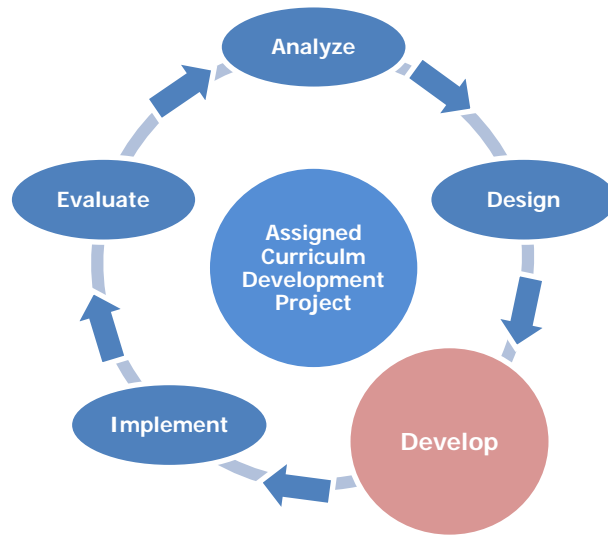 Analyze
Evaluate
Design
Assigned
Curriculm
Development
Project
Implement
Develop